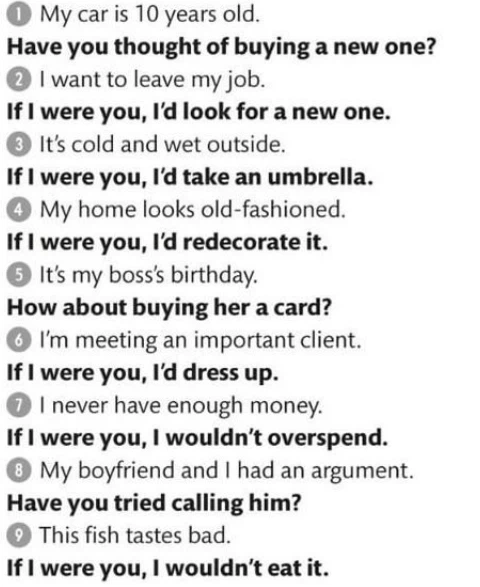 1 My car is 10 years old.
Have you thought of buying a new one?
2 I want to leave my job.
If I were you, I'd look for a new one.
3 It's cold and wet outside.
If I were you, I'd take an umbrella.
4 My home looks old-fashioned.
If I were you, I'd redecorate it.
5 It's my boss's birthday.
How about buying her a card?
6 I'm meeting an important client.
If I were you, I'd dress up.
7 I never have enough money.
If I were you, I wouldn't overspend.
8 My boyfriend and I had an argument.
Have you tried calling him?
9 This fish tastes bad.
If I were you, I wouldn't eat it.